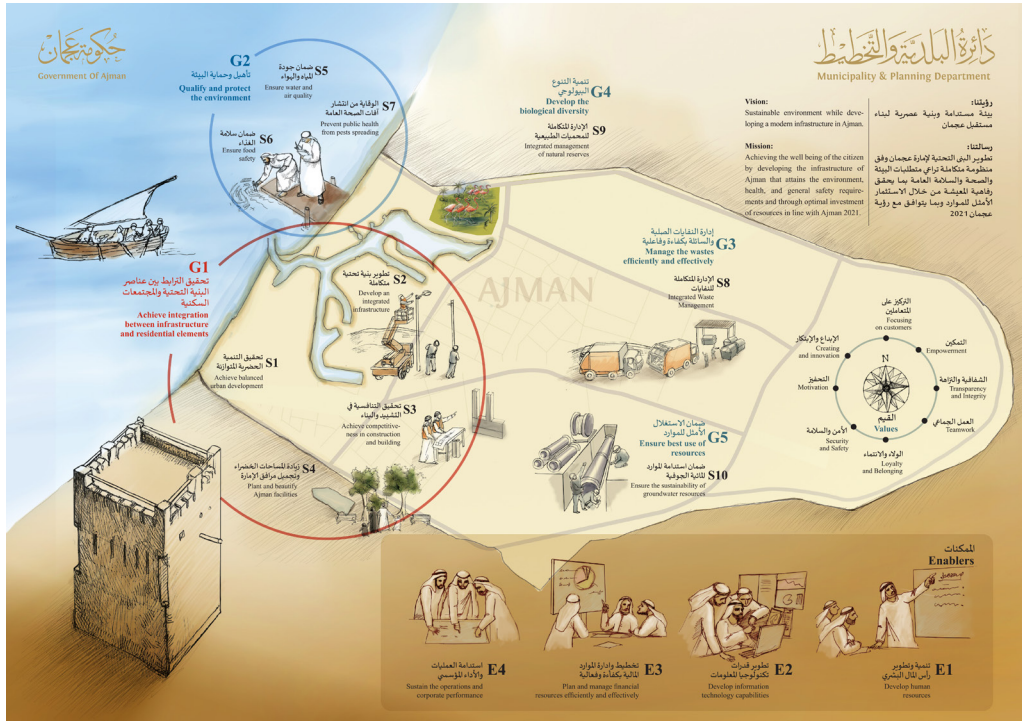 حكومة عجمان
Government Of Ajman
دائرة البلدية والتخطيط
Municipality & Planning Department
Vision:
Sustainable environment while deve-
loping a modern infrastructure in Ajman.
Mission:
Achieving the well being of the citizen
by developing the infrastructure of
Ajman that attains the environment,
health, and general safety require-
ments and through optimal investment
of resources in line with Ajman 2021.
رؤيتنا:
بيئة مستدامة وبنية عصرية لبناء
مستقبل عجمان
رسالتنا:
تطوير البنى التحتية لإمارة عجمان وفق
منظومة متكاملة تراعي متطلبات البيئة
والصحة والسلامة العامة بما يحقق
رفاهية المعيشة من خلال الاستثمار
الأمثل للموارد وبما يتوافق مع رؤية
عجمان 2021
G2
تأهيل وحماية البيئة
Qualify and protect
the environment
ضمان جودة
المياه والهواء
S5
Ensure water and
air quality
الوقاية من انتشار
آفات الصحة العامة
S7
Prevent public health
from pests spreading
ضمان سلامة
الغذاء
S6
Ensure food
safety
تنمية التنوع
البيولوجي
G4
Develop the
biological diversity
الإدارة المتكاملة
للمحميات الطبيعية
S9
Integrated management
of natural reserves
G1
تحقيق الترابط بين عناصر
البنية التحتية والمجتمعات
السكنية
Achieve integration
between infrastructure
and residential elements
تطوير بنية تحتية
متكاملة
S2
Develop an
integrated
infrastructure
تحقيق التنمية
الحضرية المتوازنة
S1
Achieve balanced
urban development
تحقيق التنافسية في
التشييد والبناء
S3
Achieve competitive-
ness in construction
and building
زيادة المساحات الخضراء
وتجميل مرافق الإمارة
S4
Plant and beautify
Ajman facilities
AJMAN
إدارة النفايات الصلبة
والسائلة بكفاءة وفاعلية
G3
Manage the wastes
efficiently and effectively
الإدارة المتكاملة
للنفايات
S8
Integrated Waste
Management
ضمان الاستغلال
الأمثل للموارد
G5
Ensure best use of
resources
ضمان استدامة الموارد
المائية الجوفية
S10
Ensure the sustainability of
groundwater resources
التركيز على
المتعاملين
Focusing
on customers
التمكين
Empowerment
الشفافية والنزاهة
Transparency
and Integrity
العمل الجماعي
Teamwork
الولاء والانتماء
Loyalty
and Belonging
الأمن والسلامة
Security
and Safety
التحفيز
Motivation
الإبداع والإبتكار
Creating
and innovation
N
القيم
Values
الممكنات
Enablers
تنمية وتطوير
رأس المال البشري
E1
Develop human
resources
تطوير قدرات
تكنولوجيا المعلومات
E2
Develop information
technology capabilities
تخطيط وادارة الموارد
المالية بكفاءة وفعالية
E3
Plan and manage financial
resources efficiently and effectively
استدامة العمليات
والأداء المؤسسي
E4
Sustain the operations and
corporate performance